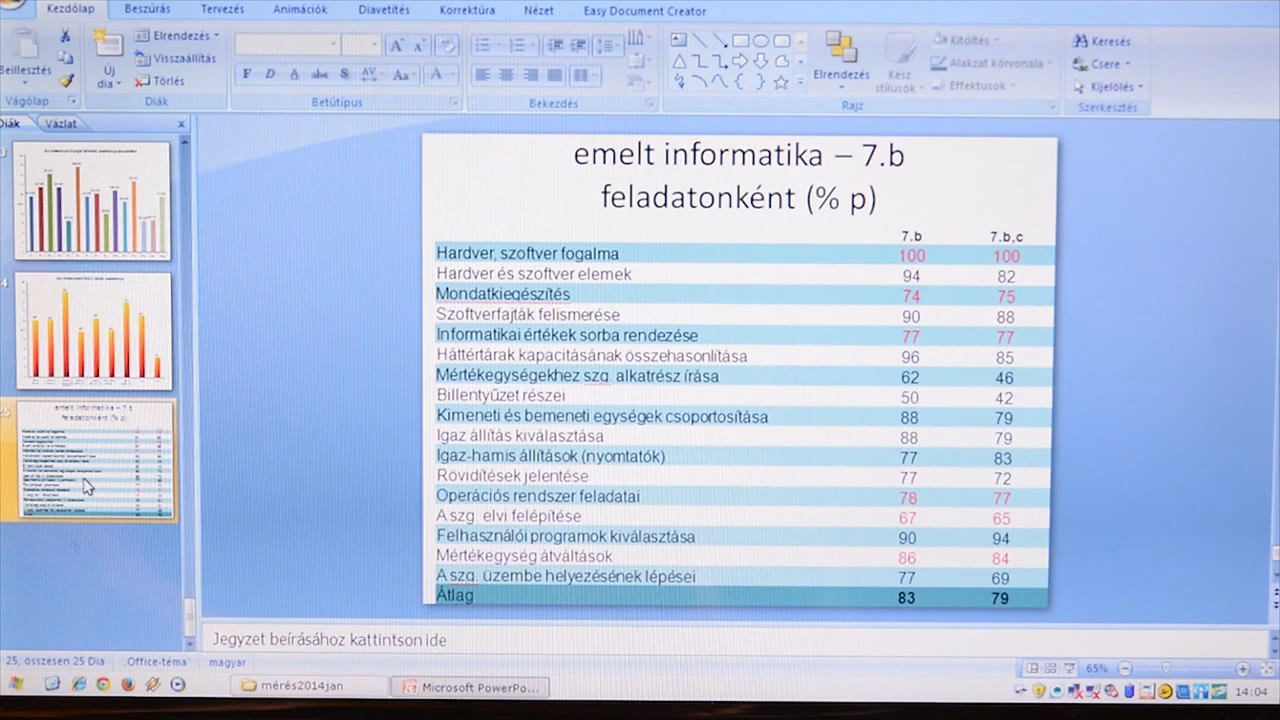 Kezdőlap Beszúrás Tervezés Animációk Diavetítés Korrektúra Nézet Easy Document Creator
Beillesztés
Új dia
Elrendezés
Visszaállítás
Törlés
Elrendezés
Kész stílusok
Kitöltés
Alakzat körvonala
Effektusok
Keresés
Csere
Kijelölés
Vágólap Diák Betűtípus Bekezdés Rajz Szerkesztés
Diák Vázlat
emelt informatika – 7.b
feladatonként (% p)
7.b 7.b,c
Hardver, szoftver fogalma 100 100
Hardver és szoftver elemek 94 82
Mondatkiegészítés 74 75
Szoftverfajták felismerése 90 88
Informatikai értékek sorba rendezése 77 77
Háttértárak kapacitásának összehasonlítása 96 85
Mértékegységekhez szg. alkatrész írása 62 46
Billentyűzet részei 50 42
Kimeneti és bemeneti egységek csoportosítása 88 79
Igaz állítás kiválasztása 88 79
Igaz-hamis állítások (nyomtatók) 77 83
Rövidítések jelentése 77 72
Operációs rendszer feladatai 78 77
A szg. elvi felépítése 67 65
Felhasználói programok kiválasztása 90 94
Mértékegység átváltások 86 84
A szg. üzembe helyezésének lépései 77 69
Átlag 83 79
Jegyzet beírásához kattintson ide
25, összesen 25 Dia "Office-téma" magyar 65%
mérés2014jan Microsoft PowerPo... 14:04